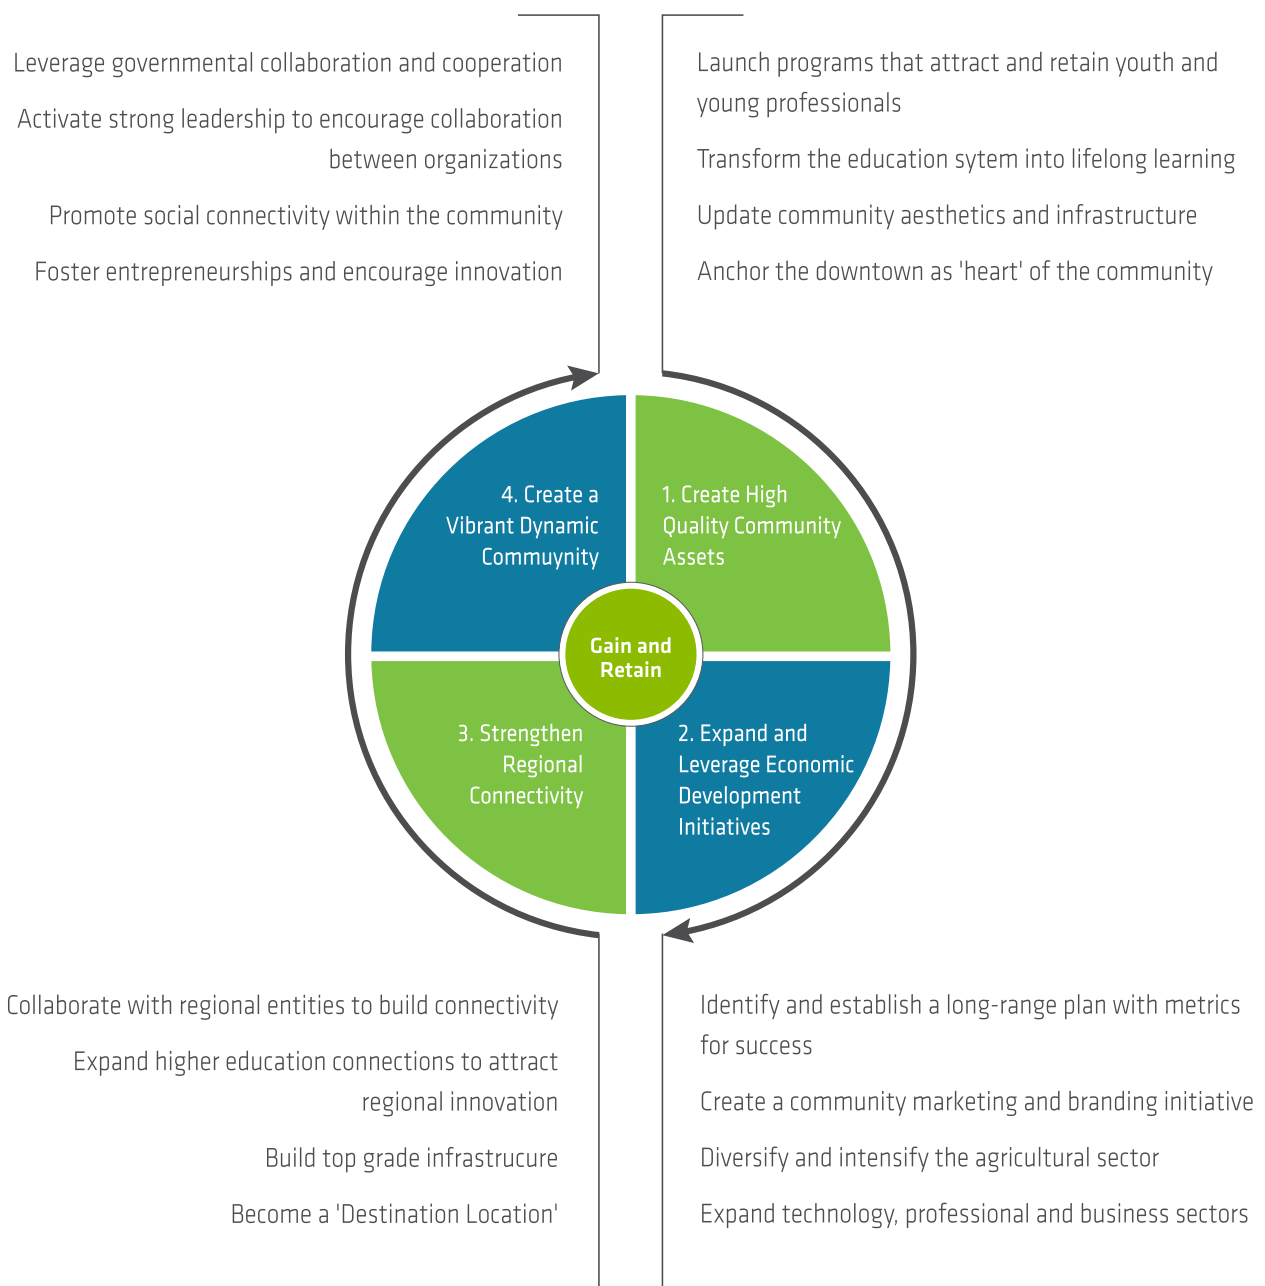 Leverage governmental collaboration and cooperation
Activate strong leadership to encourage collaboration
between organizations
Promote social connectivity within the community
Foster entrepreneurships and encourage innovation
Launch programs that attract and retain youth and
young professionals
Transform the education sytem into lifelong learning
Update community aesthetics and infrastructure
Anchor the downtown as 'heart' of the community
4. Create a
Vibrant Dynamic
Commuynity
1. Create High
Quality Community
Assets
Gain and
Retain
3. Strengthen
Regional
Connectivity
2. Expand and
Leverage Economic
Development
Initiatives
Collaborate with regional entities to build connectivity
Expand higher education connections to attract
regional innovation
Build top grade infrastrucure
Become a 'Destination Location'
Identify and establish a long-range plan with metrics
for success
Create a community marketing and branding initiative
Diversify and intensify the agricultural sector
Expand technology, professional and business sectors